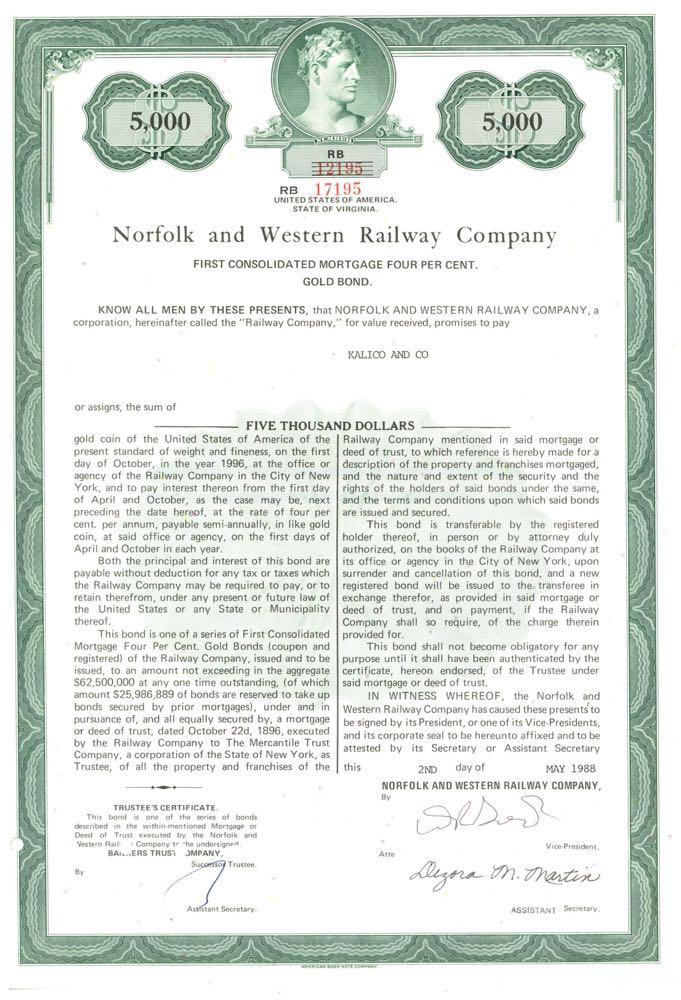 5,000
5,000
NUMBER
RB
12195
RB 17195
UNITED STATES OF AMERICA.
STATE OF VIRGINIA.
Norfolk and Western Railway Company
FIRST CONSOLIDATED MORTGAGE FOUR PER CENT.
GOLD BOND.
KNOW ALL MEN BY THESE PRESENTS, that NORFOLK AND WESTERN RAILWAY COMPANY, a
corporation, hereinafter called the "Railway Company," for value received, promises to pay
KALICO AND CO
or assigns, the sum of
FIVE THOUSAND DOLLARS
gold coin of the United States of America of the
present standard of weight and fineness, on the first
day of October, in the year 1996, at the office or
agency of the Railway Company in the City of New
York, and to pay interest thereon from the first day
of April and October, as the case may be, next
preceding the date hereof, at the rate of four per
cent. per annum, payable semi-annually, in like gold
coin, at said office or agency, on the first days of
April and October in each year.
Both the principal and interest of this bond are
payable without deduction for any tax or taxes which
the Railway Company may be required to pay, or to
retain therefrom, under any present or future law of
the United States or any State or Municipality
thereof.
This bond is one of a series of First Consolidated
Mortgage Four Per Cent. Gold Bonds (coupon and
registered) of the Railway Company, issued and to be
issued, to an amount not exceeding in the aggregate
$62,500,000 at any one time outstanding, (of which
amount $25,986,889 of bonds are reserved to take up
bonds secured by prior mortgages), under and in
pursuance of, and all equally secured by, a mortgage
or deed of trust, dated October 22d, 1896, executed
by the Railway Company to The Mercantile Trust
Company, a corporation of the State of New York, as
Trustee, of all the property and franchises of the
Railway Company mentioned in said mortgage or
deed of trust, to which reference is hereby made for a
description of the property and franchises mortgaged,
and the nature and extent of the security and the
rights of the holders of said bonds under the same,
and the terms and conditions upon which said bonds
are issued and secured.
This bond is transferable by the registered
holder thereof, in person or by attorney duly
authorized, on the books of the Railway Company at
its office or agency in the City of New York, upon
surrender and cancellation of this bond, and a new
registered bond will be issued to the transferee in
exchange therefor, as provided in said mortgage or
deed of trust, and on payment, if the Railway
Company shall so require, of the charge therein
provided for.
This bond shall not become obligatory for any
purpose until it shall have been authenticated by the
certificate, hereon endorsed, of the Trustee under
said mortgage or deed of trust.
IN WITNESS WHEREOF, the Norfolk and
Western Railway Company has caused these presents to
be signed by its President, or one of its Vice-Presidents,
and its corporate seal to be hereunto affixed and to be
attested by its Secretary or Assistant Secretary
this 2ND day of MAY 1988
NORFOLK AND WESTERN RAILWAY COMPANY,
By
Vice-President.
Atte
Dezora M. Martin
ASSISTANT Secretary.
TRUSTEE'S CERTIFICATE.
This bond is one of the series of bonds
described in the within-mentioned Mortgage or
Deed of Trust executed by the Norfolk and
Western Rail Company to the undersigned.
BANKERS TRUST COMPANY,
Successor Trustee.
By
Assistant Secretary.
AMERICAN BANK NOTE COMPANY.